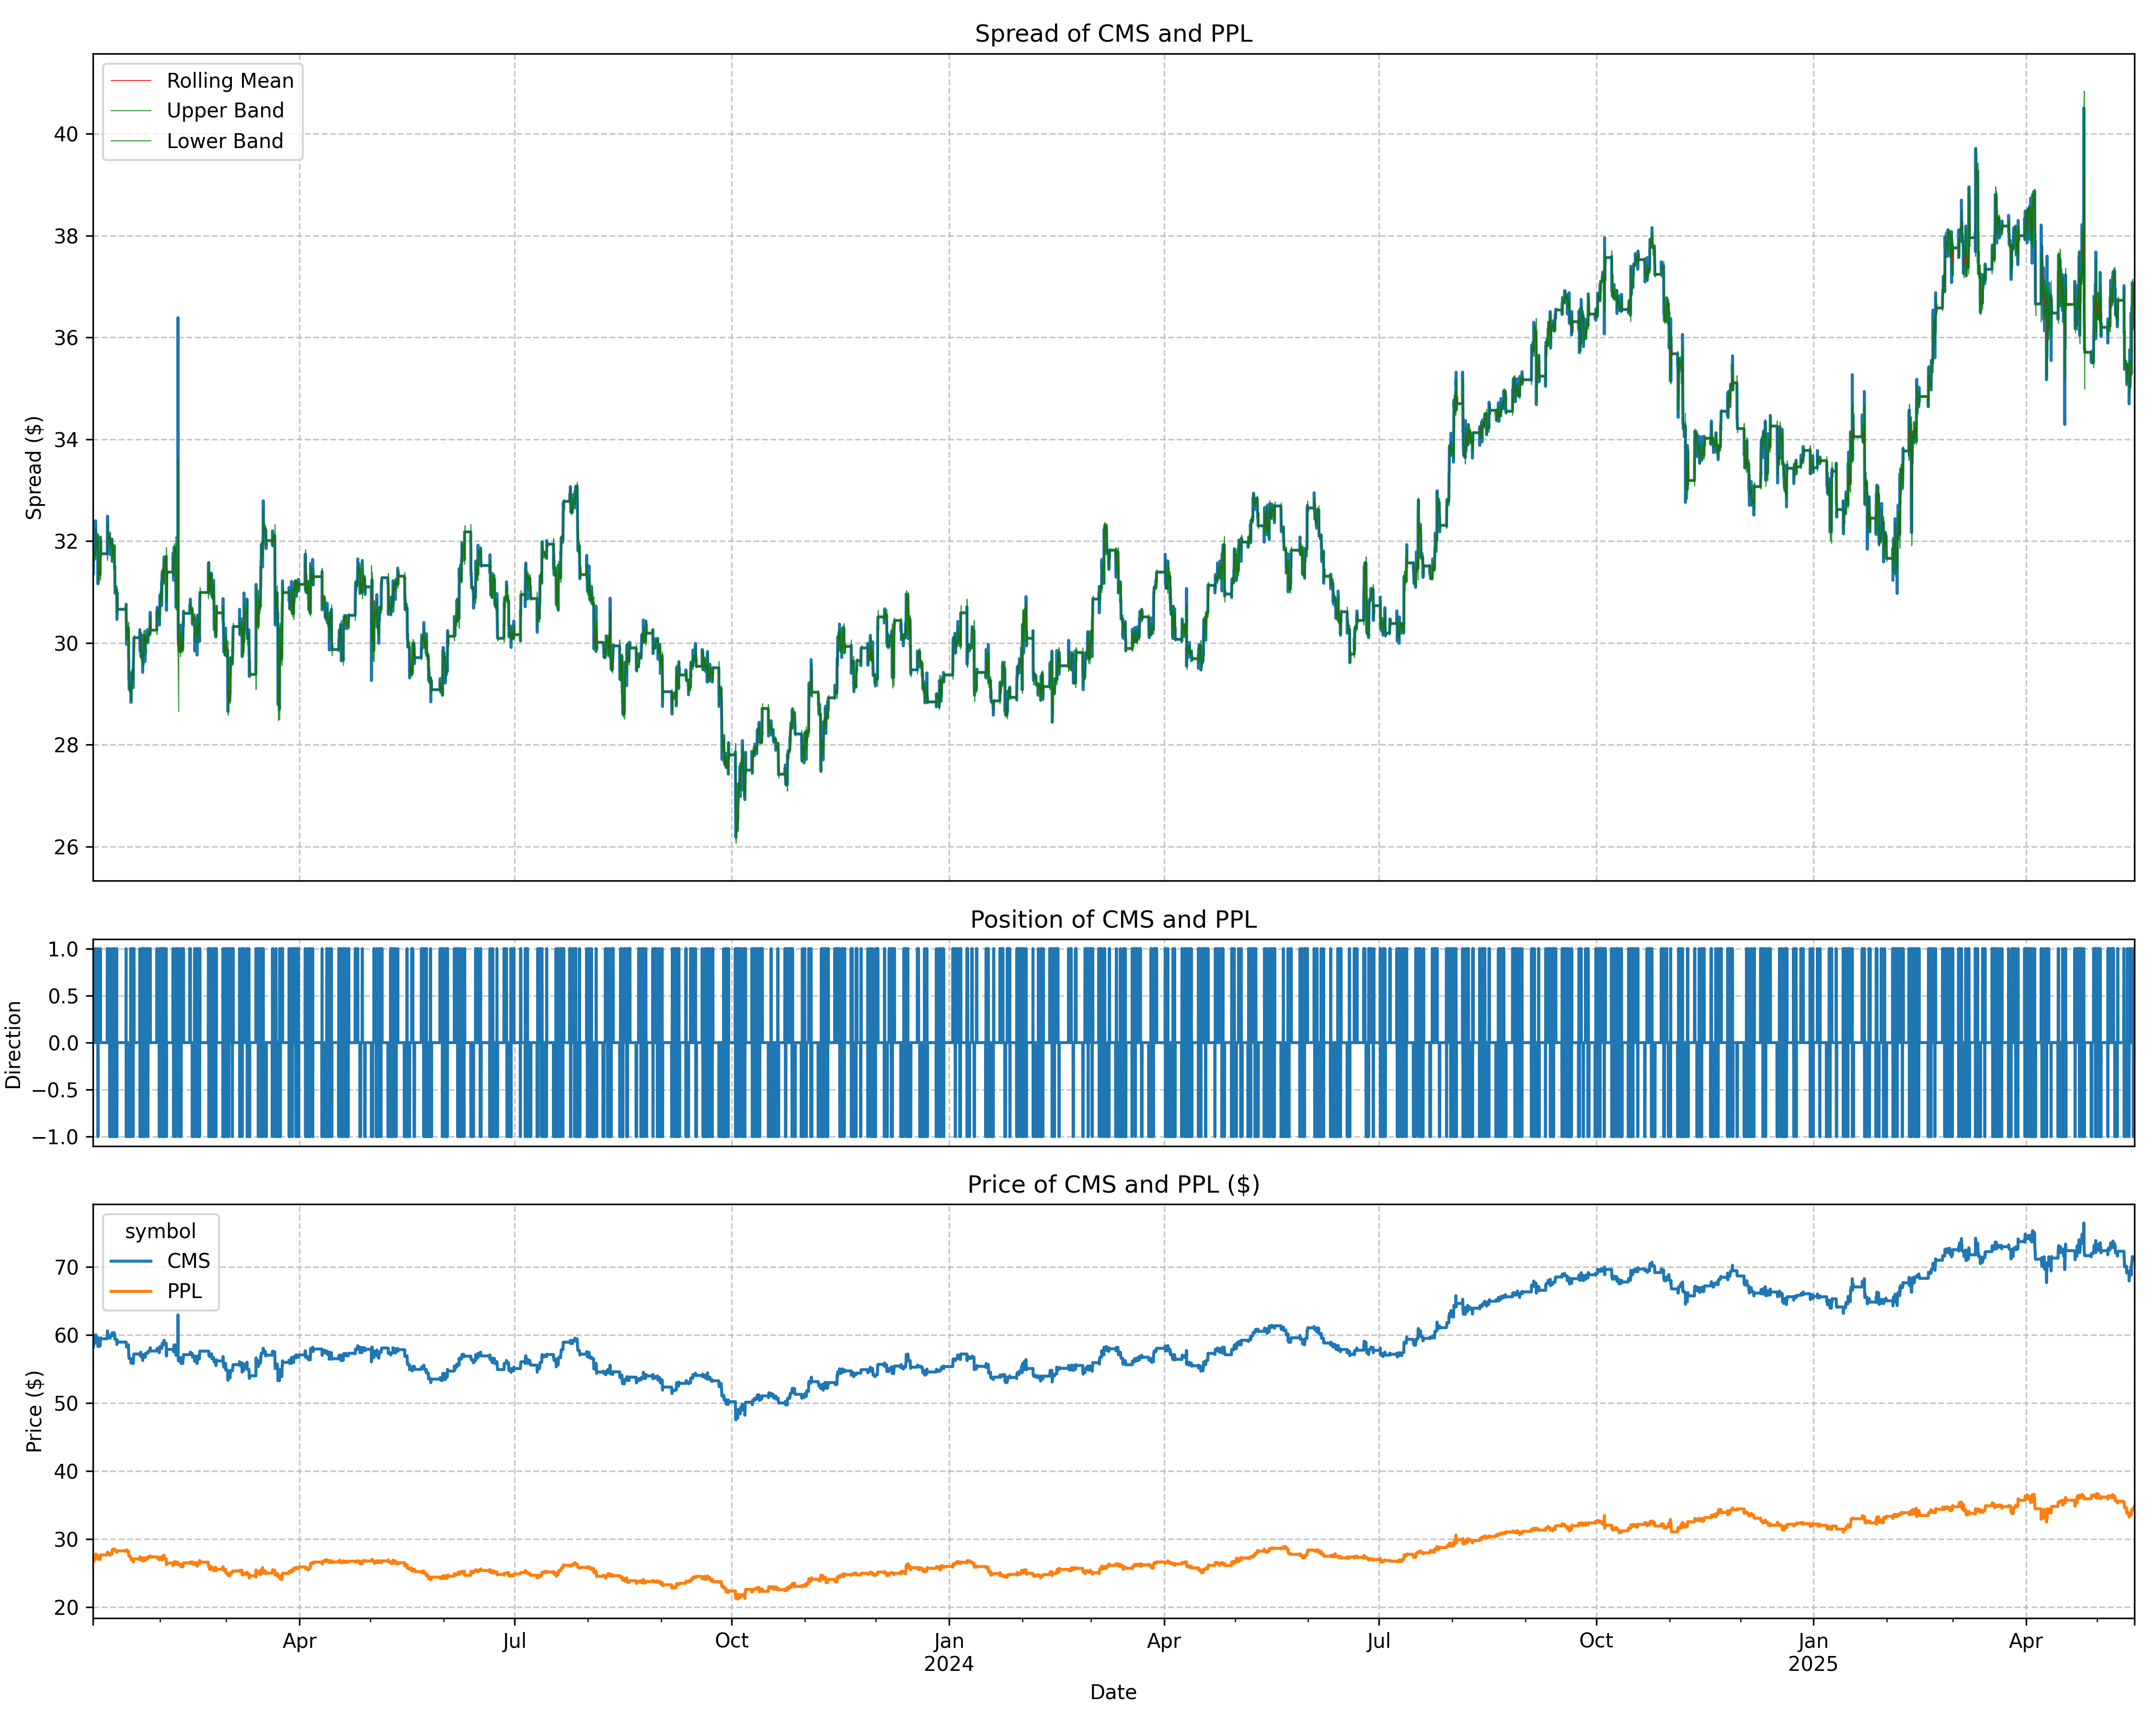 Spread of CMS and PPL
Rolling Mean
Upper Band
Lower Band
Spread ($)
40
38
36
34
32
30
28
26
Position of CMS and PPL
Direction
1.0
0.5
0.0
−0.5
−1.0
Price of CMS and PPL ($)
symbol
CMS
PPL
Price ($)
70
60
50
40
30
20
Apr Jul Oct Jan Apr Jul Oct Jan Apr
2024 2025
Date